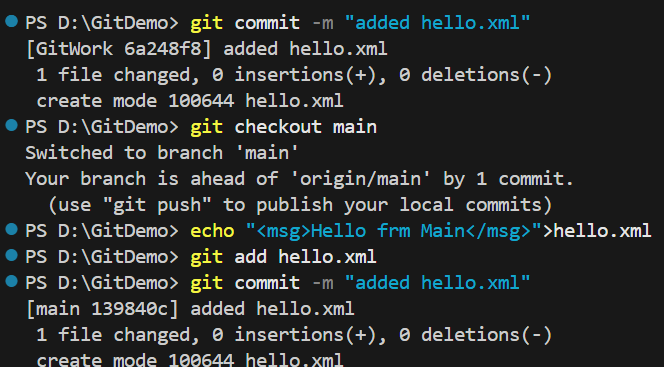 PS D:\GitDemo> git commit -m "added hello.xml"
[GitWork 6a248f8] added hello.xml
 1 file changed, 0 insertions(+), 0 deletions(-)
 create mode 100644 hello.xml
PS D:\GitDemo> git checkout main
Switched to branch 'main'
Your branch is ahead of 'origin/main' by 1 commit.
  (use "git push" to publish your local commits)
PS D:\GitDemo> echo "<msg>Hello frm Main</msg>">hello.xml
PS D:\GitDemo> git add hello.xml
PS D:\GitDemo> git commit -m "added hello.xml"
[main 139840c] added hello.xml
 1 file changed, 0 insertions(+), 0 deletions(-)
 create mode 100644 hello.xml